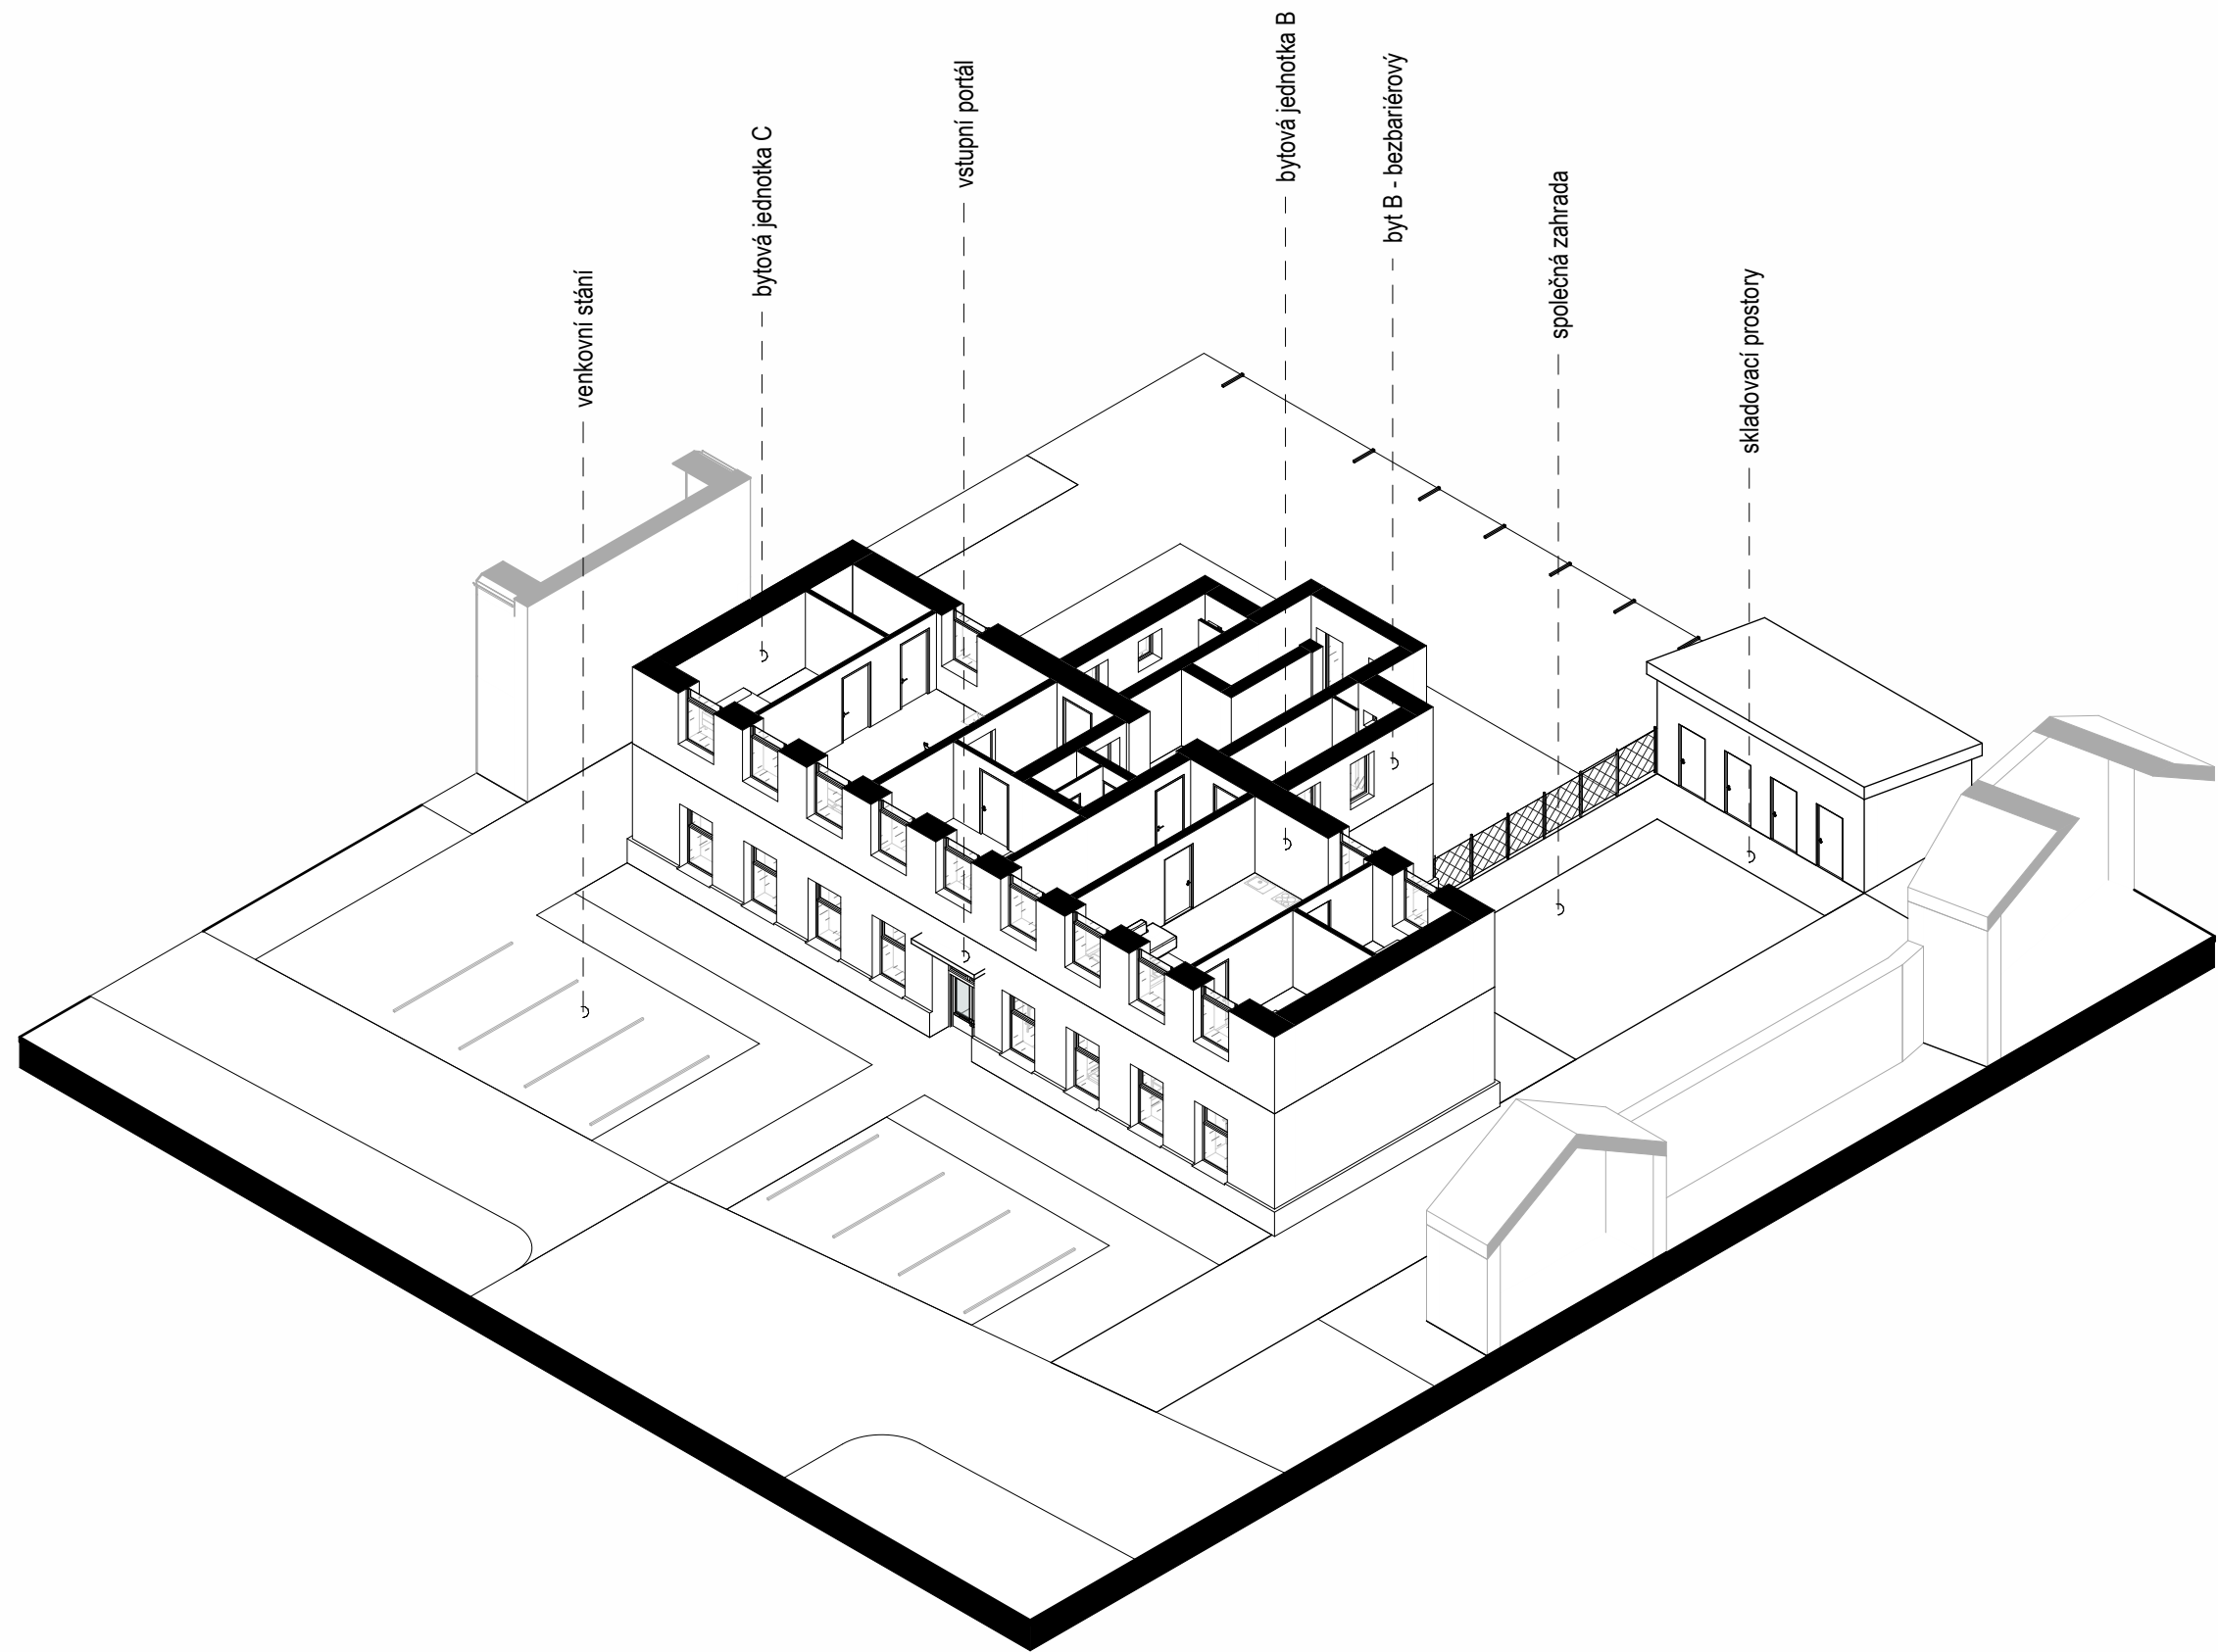 venkovní stání
bytová jednotka C
vstupní portál
bytová jednotka B
byt B - bezbariérový
společná zahrada
skladovací prostory